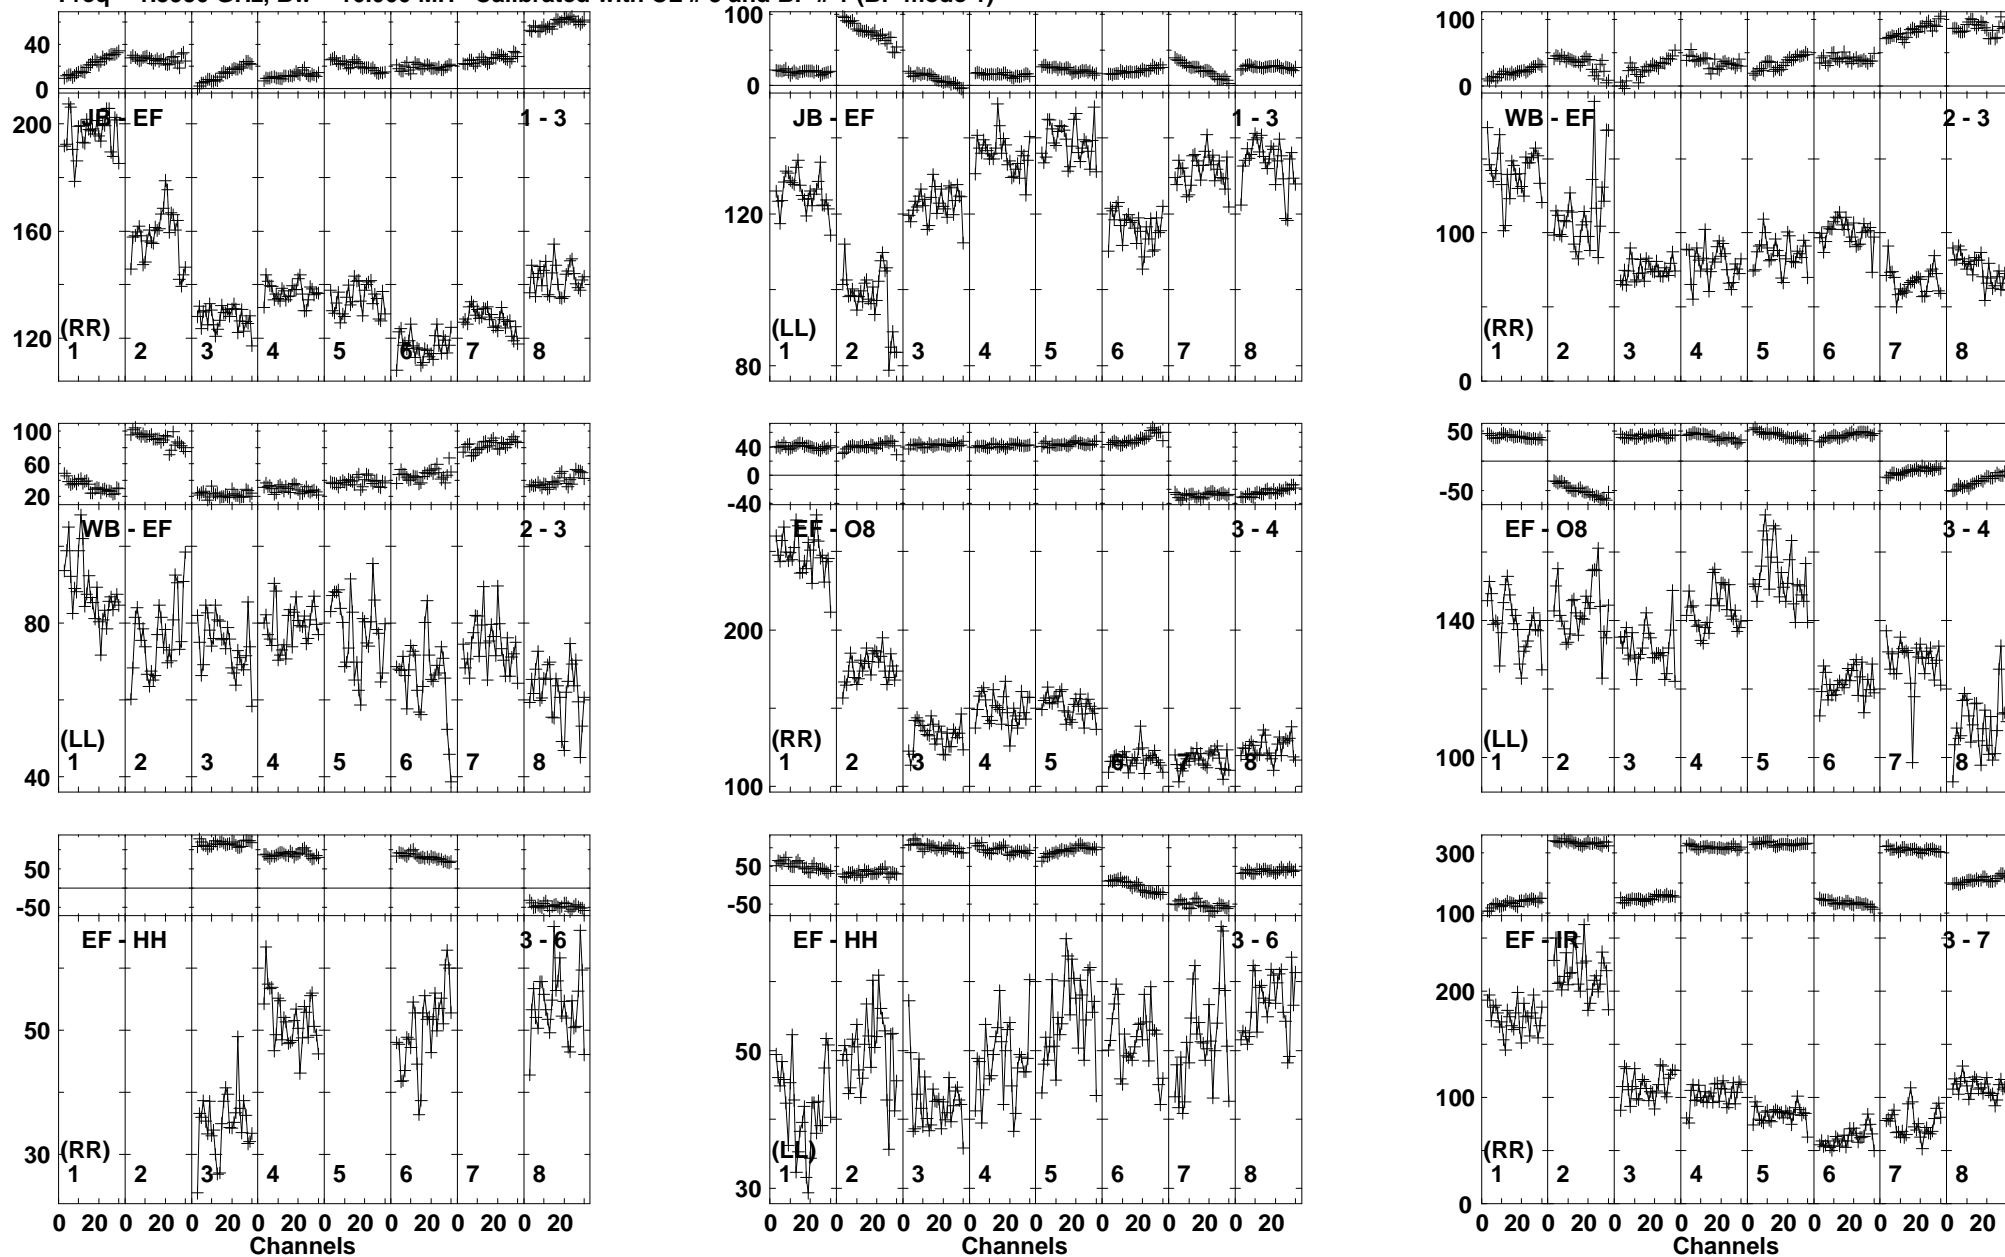 40 100 100
0 0 0
JB - EF 1 - 3 JB - EF 1 - 3 WB - EF 2 - 3
200
160 120 100
120 (RR) (LL) (RR)
1 2 3 4 5 6 7 8 1 2 3 4 5 6 7 8 1 2 3 4 5 6 7 8
80 0
100 60 20 40 0 -40 50 -50
WB - EF 2 - 3 EF - O8 3 - 4 EF - O8 3 - 4
80 200 140
(LL) (RR) (LL)
1 2 3 4 5 6 7 8 1 2 3 4 5 6 7 8 1 2 3 4 5 6 7 8
40 100 100
50 -50 50 -50 300 100
EF - HH 3 - 6 EF - HH 3 - 6 EF - IR 3 - 7
50 50 200
100
30 (RR) (LL) (RR)
1 2 3 4 5 6 7 8 1 2 3 4 5 6 7 8 1 2 3 4 5 6 7 8
30 0
0 20 0 20 0 20 0 20 0 20 0 20 0 20 0 20 0 20 0 20 0 20 0 20 0 20 0 20 0 20 0 20 0 20 0 20 0 20 0 20 0 20 0 20 0 20 0 20
Channels Channels Channels